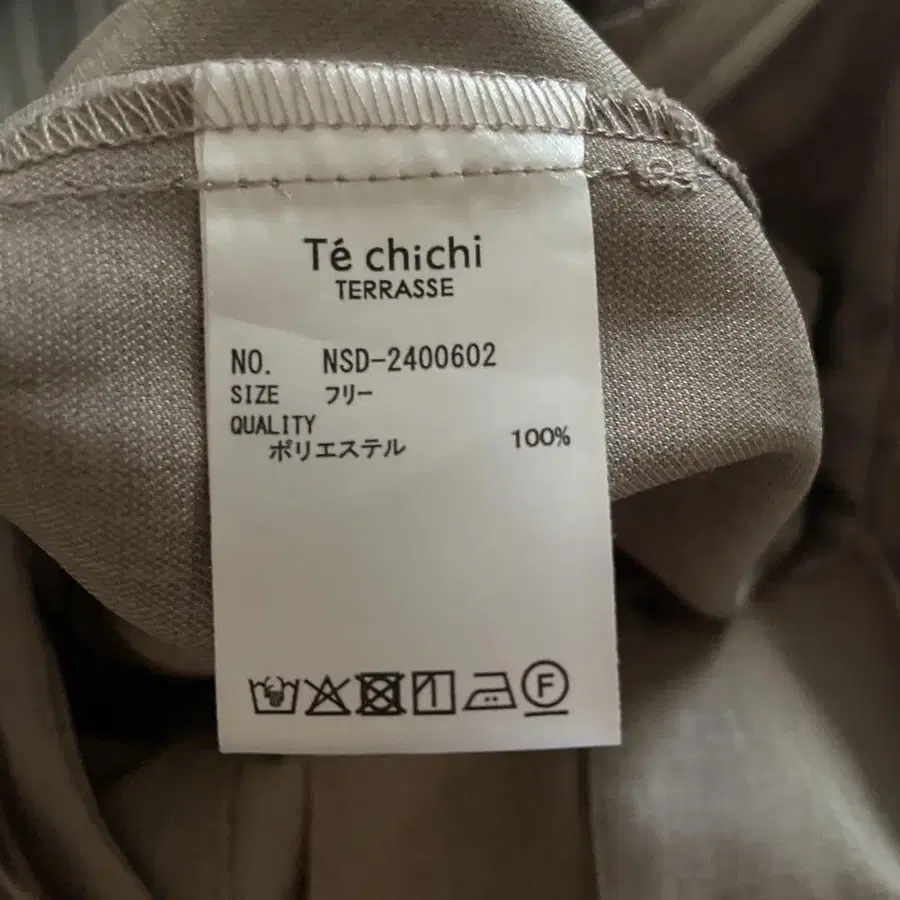 Té chichi
TERRASSE
NO. NSD-2400602
SIZE フリー
QUALITY
ポリエステル 100%
F